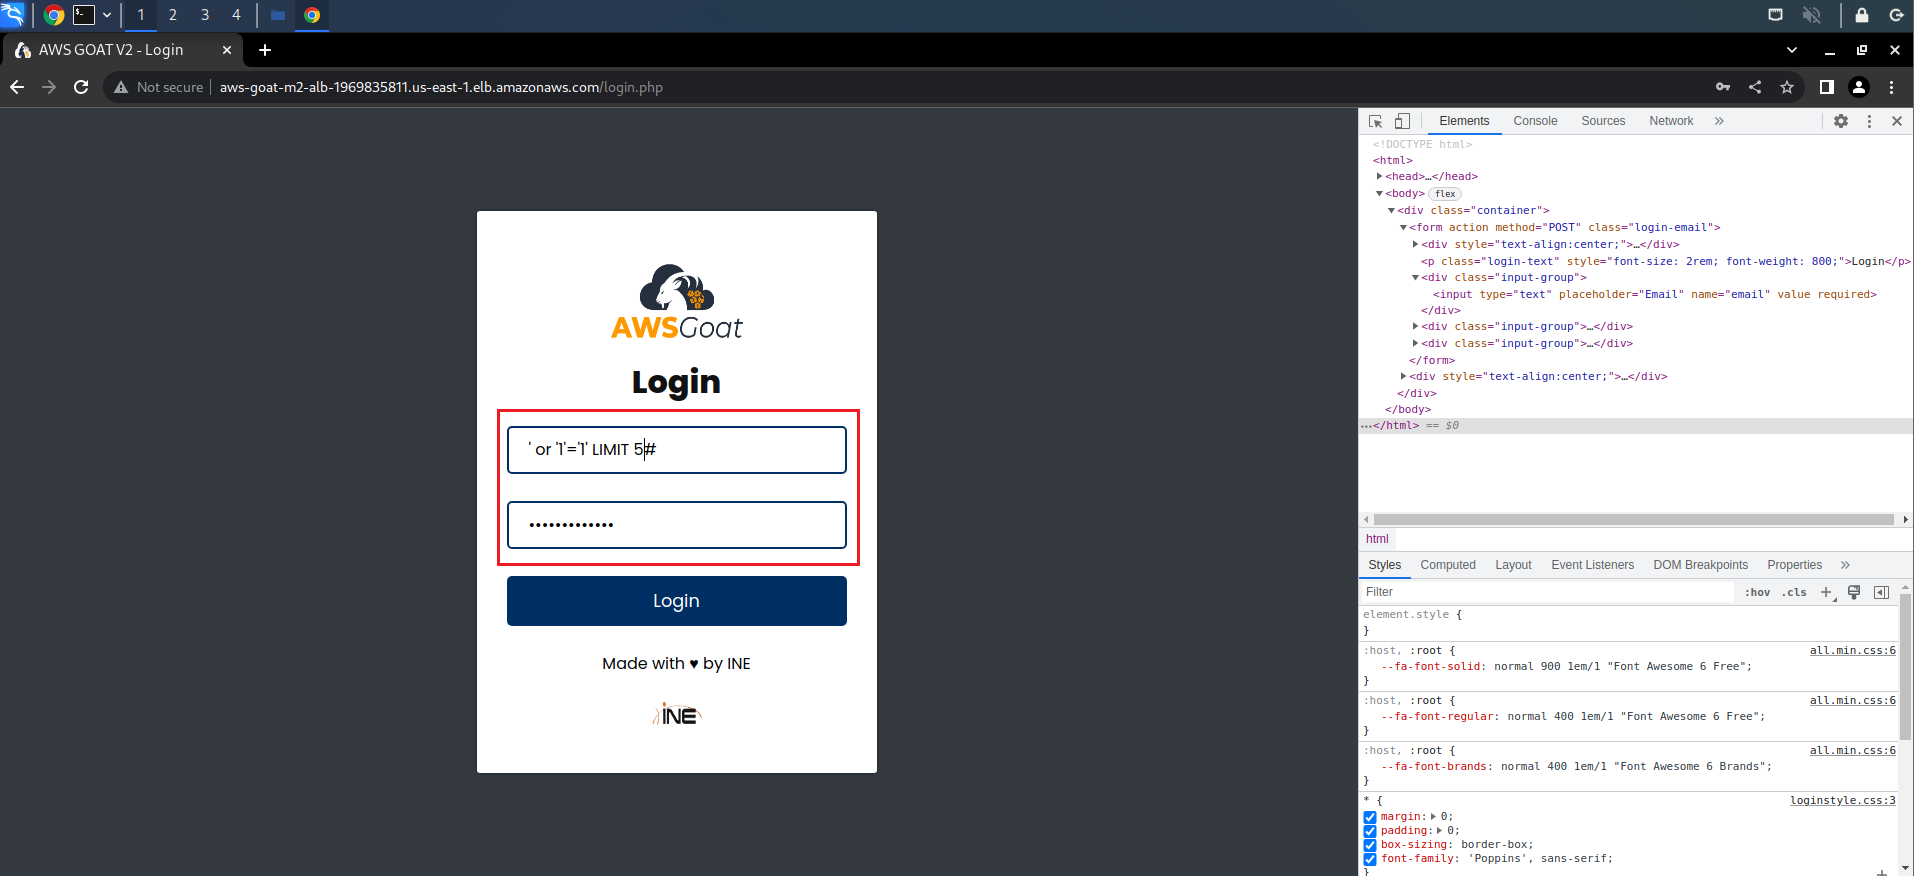 1 2 3 4
AWS GOAT V2 - Login
Not secure aws-goat-m2-alb-1969835811.us-east-1.elb.amazonaws.com/login.php
AWSGoat
Login
' or '1'='1' LIMIT 5#
•••••••••••••
Login
Made with ♥ by INE
INE
Elements Console Sources Network »
<!DOCTYPE html>
<html>
<head>…</head>
<body> flex
<div class="container">
<form action method="POST" class="login-email">
<div style="text-align:center;">…</div>
<p class="login-text" style="font-size: 2rem; font-weight: 800;">Login</p>
<div class="input-group">
<input type="text" placeholder="Email" name="email" value required>
</div>
<div class="input-group">…</div>
<div class="input-group">…</div>
</form>
<div style="text-align:center;">…</div>
</div>
</body>
…</html> == $0
html
Styles Computed Layout Event Listeners DOM Breakpoints Properties »
Filter :hov .cls +
element.style {
}
:host, :root { all.min.css:6
--fa-font-solid: normal 900 1em/1 "Font Awesome 6 Free";
}
:host, :root { all.min.css:6
--fa-font-regular: normal 400 1em/1 "Font Awesome 6 Free";
}
:host, :root { all.min.css:6
--fa-font-brands: normal 400 1em/1 "Font Awesome 6 Brands";
}
* { loginstyle.css:3
margin: 0;
padding: 0;
box-sizing: border-box;
font-family: 'Poppins', sans-serif;
}